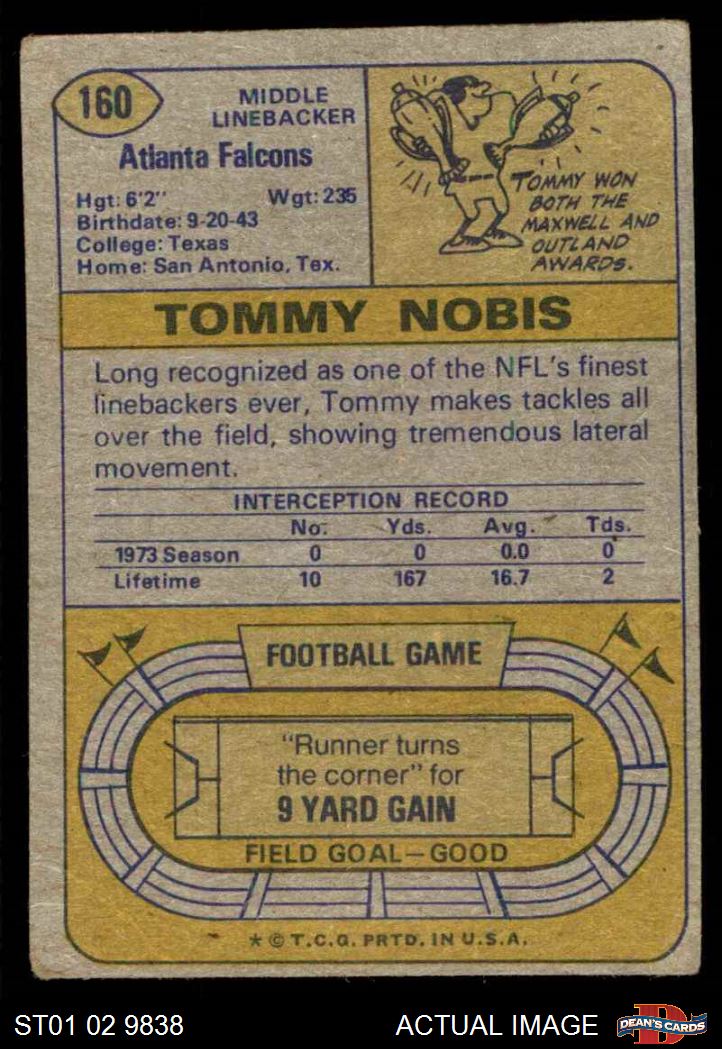 160
MIDDLE
LINEBACKER
Atlanta Falcons
Hgt: 6'2" Wgt: 235
Birthdate: 9-20-43
College: Texas
Home: San Antonio, Tex.
TOMMY WON
BOTH THE
MAXWELL AND
OUTLAND
AWARDS.
TOMMY NOBIS
Long recognized as one of the NFL's finest
linebackers ever, Tommy makes tackles all
over the field, showing tremendous lateral
movement.
INTERCEPTION RECORD
No. Yds. Avg. Tds.
1973 Season 0 0 0.0 0
Lifetime 10 167 16.7 2
FOOTBALL GAME
"Runner turns
the corner" for
9 YARD GAIN
FIELD GOAL—GOOD
* © T.C.G. PRTD. IN U.S.A.
ST01 02 9838 ACTUAL IMAGE
D
DEAN'S CARDS